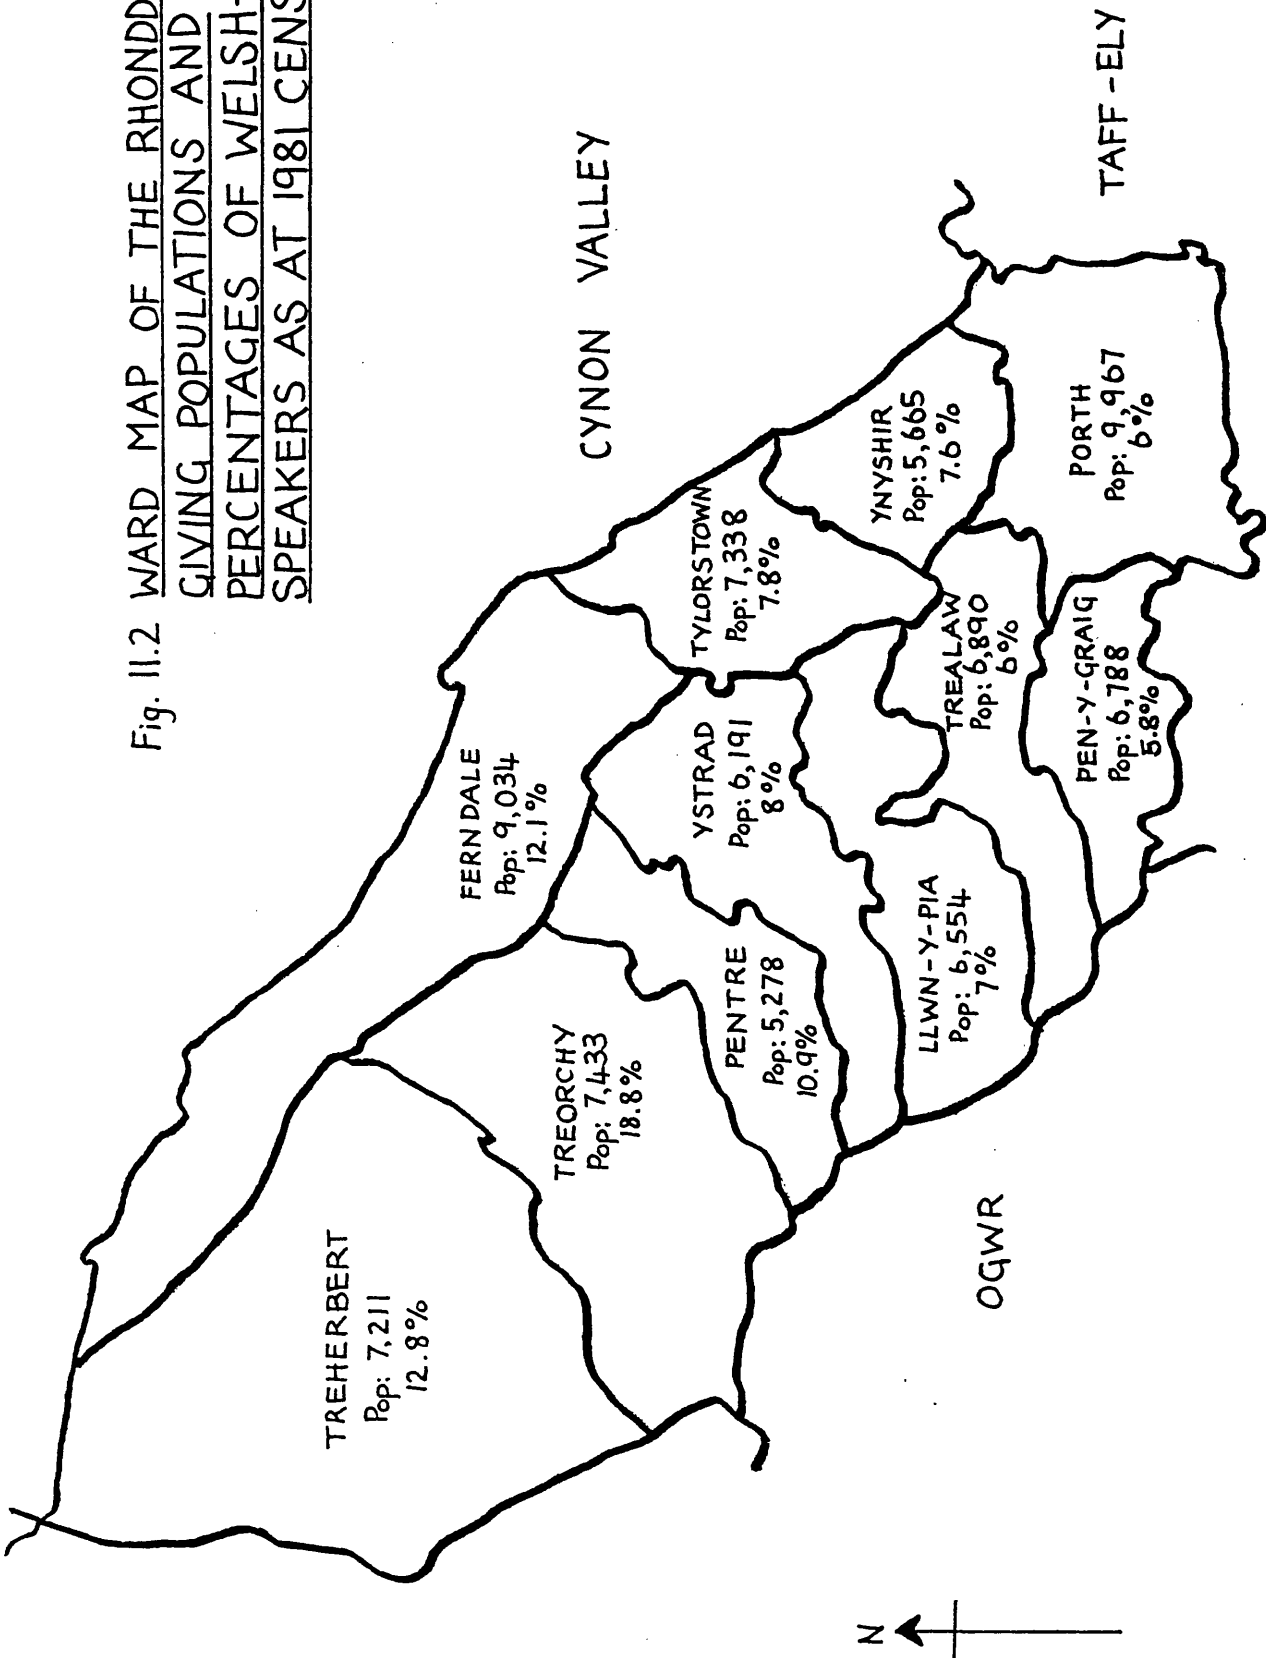 Fig. II.2 WARD MAP OF THE RHONDD
GIVING POPULATIONS AND
PERCENTAGES OF WELSH-
SPEAKERS AS AT 1981 CENS
CYNON VALLEY
TAFF-ELY
TREHERBERT
Pop: 7,211
12.8%
FERNDALE
Pop: 9,034
12.1%
TREORCHY
Pop: 7,433
18.8%
PENTRE
Pop: 5,278
10.9%
YSTRAD
Pop: 6,191
8%
TYLORSTOWN
Pop: 7,338
7.8%
YNYSHIR
Pop: 5,665
7.6%
LLWN-Y-PIA
Pop: 6,554
7%
TREALAW
Pop: 6,890
6%
PEN-Y-GRAIG
Pop: 6,788
5.8%
PORTH
Pop: 9,967
6%
OGWR
N